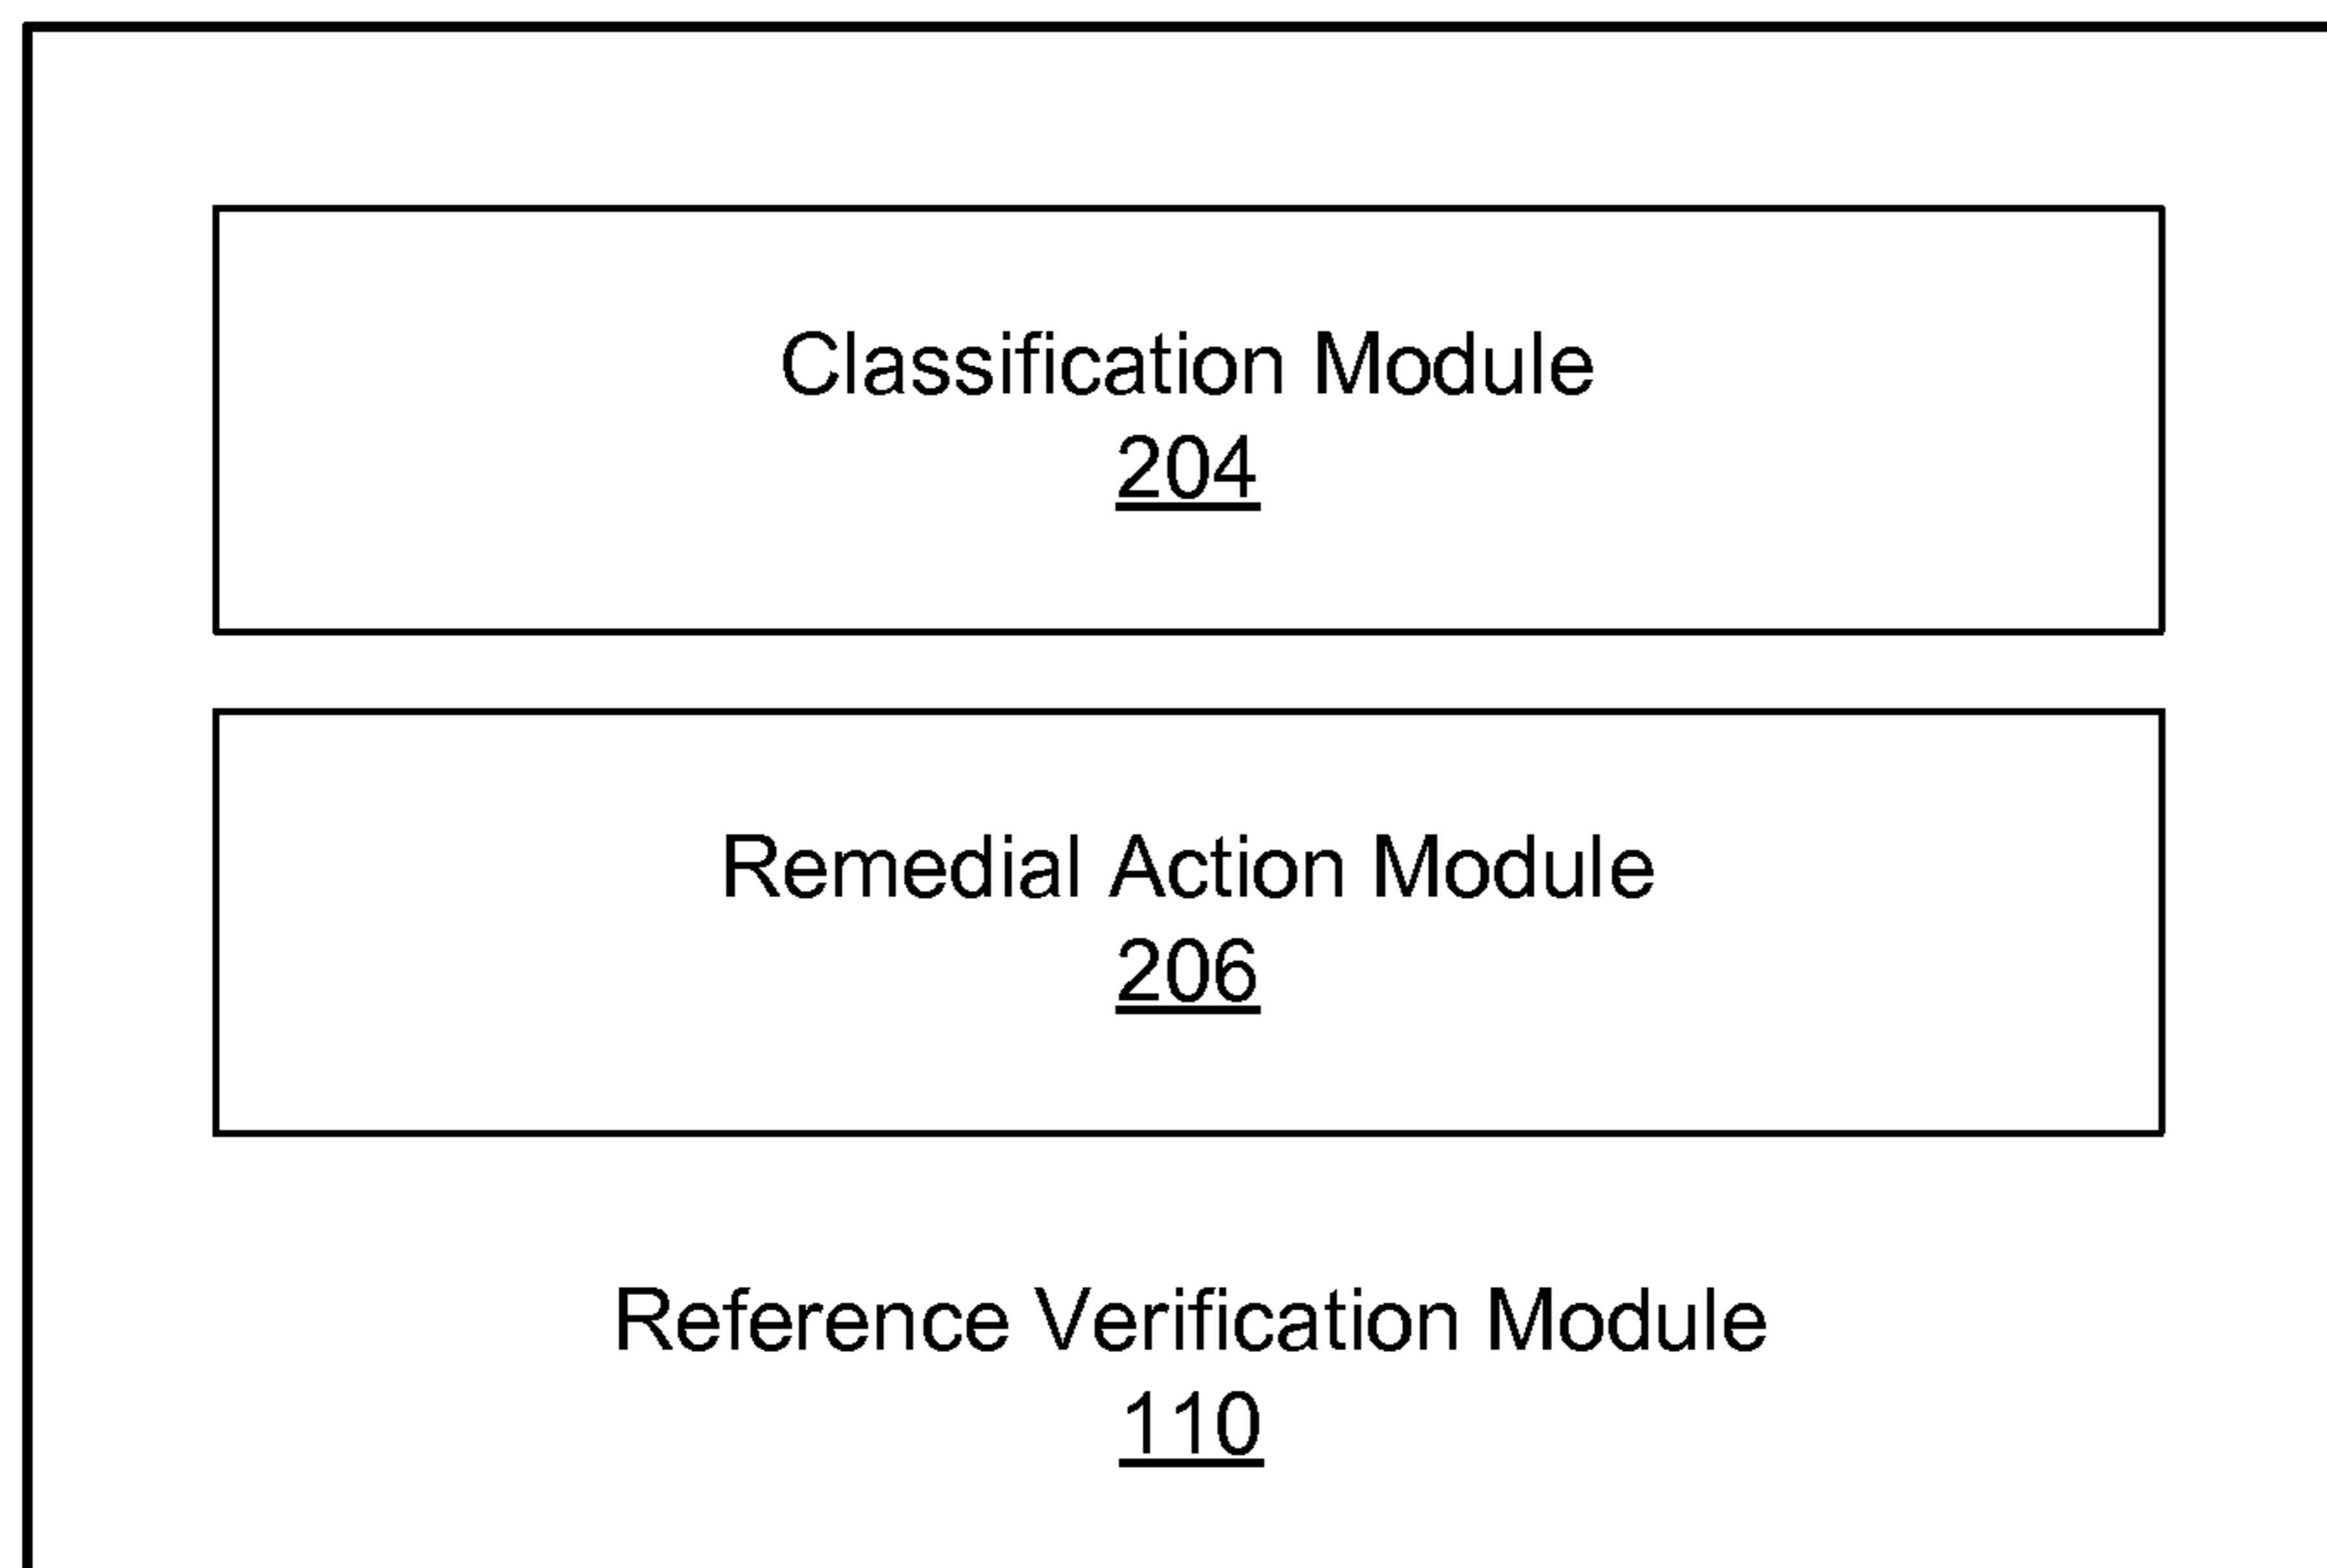 Classification Module
204
Remedial Action Module
206
Reference Verification Module
110